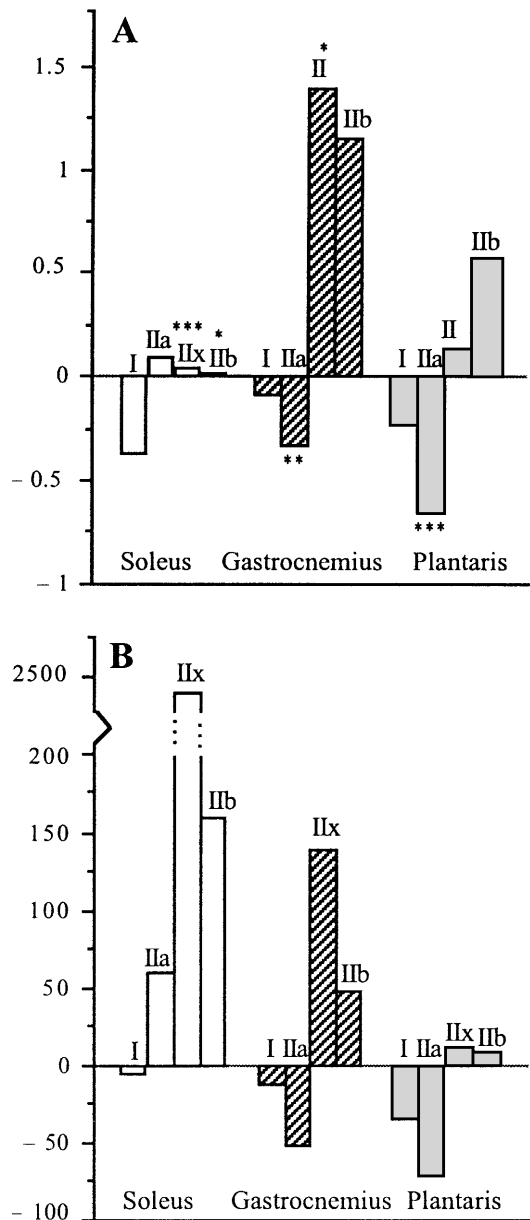 A
1.5
1
0.5
0
– 0.5
– 1
I IIa *** IIx * IIb
I IIa ** * II IIb
I IIa *** II IIb
Soleus Gastrocnemius Plantaris
B
2500
200
150
100
50
0
– 50
– 100
I IIa IIx IIb
I IIa IIx IIb
I IIa IIx IIb
Soleus Gastrocnemius Plantaris